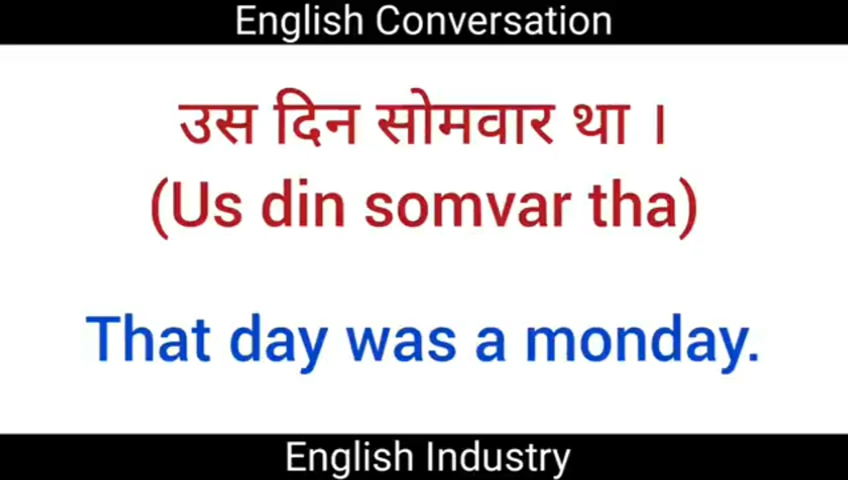 English Conversation
उस दिन सोमवार था ।
(Us din somvar tha)
That day was a monday.
English Industry